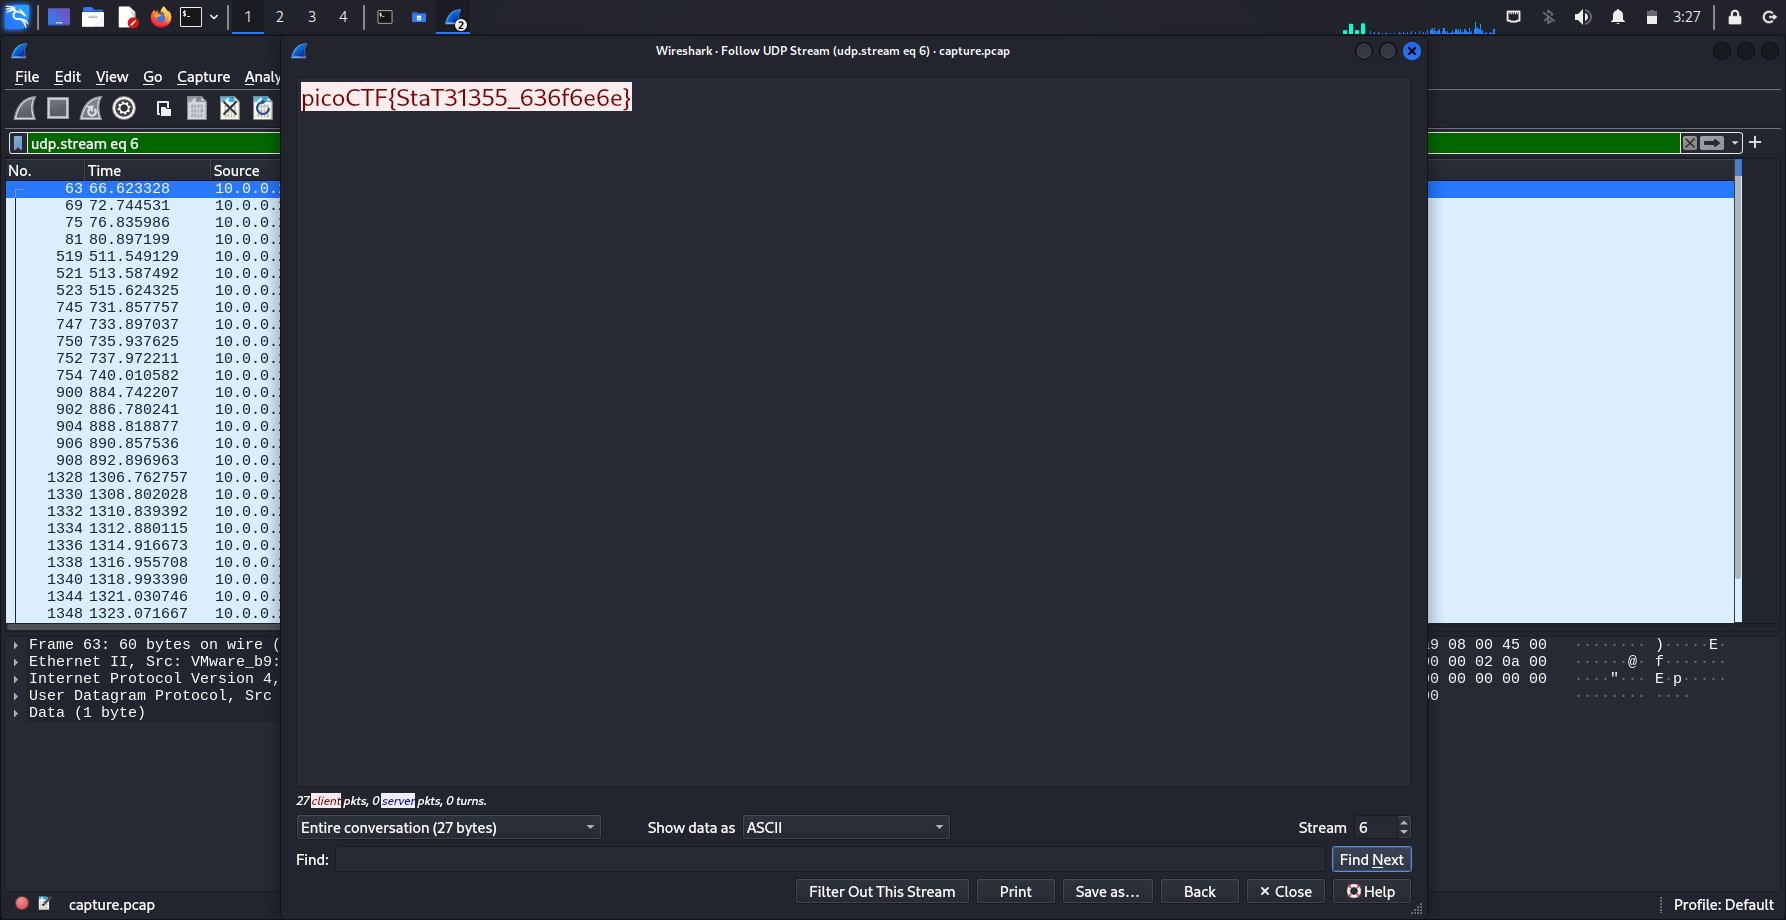 1 2 3 4 2 3:27
Wireshark · Follow UDP Stream (udp.stream eq 6) · capture.pcap
File Edit View Go Capture Analy
picoCTF{StaT31355_636f6e6e}
udp.stream eq 6
No. Time Source
63 66.623328 10.0.0.
69 72.744531 10.0.0.
75 76.835986 10.0.0.
81 80.897199 10.0.0.
519 511.549129 10.0.0.
521 513.587492 10.0.0.
523 515.624325 10.0.0.
745 731.857757 10.0.0.
747 733.897037 10.0.0.
750 735.937625 10.0.0.
752 737.972211 10.0.0.
754 740.010582 10.0.0.
900 884.742207 10.0.0.
902 886.780241 10.0.0.
904 888.818877 10.0.0.
906 890.857536 10.0.0.
908 892.896963 10.0.0.
1328 1306.762757 10.0.0.
1330 1308.802028 10.0.0.
1332 1310.839392 10.0.0.
1334 1312.880115 10.0.0.
1336 1314.916673 10.0.0.
1338 1316.955708 10.0.0.
1340 1318.993390 10.0.0.
1344 1321.030746 10.0.0.
1348 1323.071667 10.0.0.
Frame 63: 60 bytes on wire ( 08 00 45 00 ········ )·····E·
Ethernet II, Src: VMware_b9: 00 02 0a 00 ······@· f·······
Internet Protocol Version 4, 00 00 00 00 ····"··· E·p·····
User Datagram Protocol, Src ········ ····
Data (1 byte)
27 client pkts, 0 server pkts, 0 turns.
Entire conversation (27 bytes) Show data as ASCII Stream 6
Find: Find Next
Filter Out This Stream Print Save as… Back × Close Help
capture.pcap Profile: Default